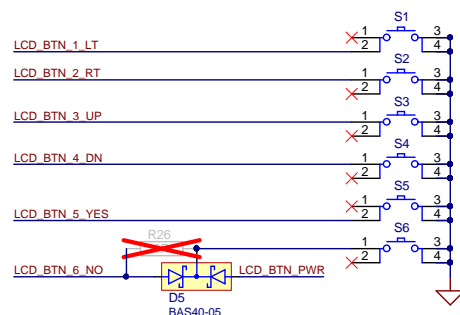 S1
1 3
LCD_BTN_1_LT 2 4
S2
LCD_BTN_2_RT 1 3
2 4
S3
LCD_BTN_3_UP 1 3
2 4
S4
LCD_BTN_4_DN 1 3
2 4
S5
1 3
LCD_BTN_5_YES 2 4
R26 S6
1 3
LCD_BTN_6_NO LCD_BTN_PWR 2 4
D5
BAS40-05